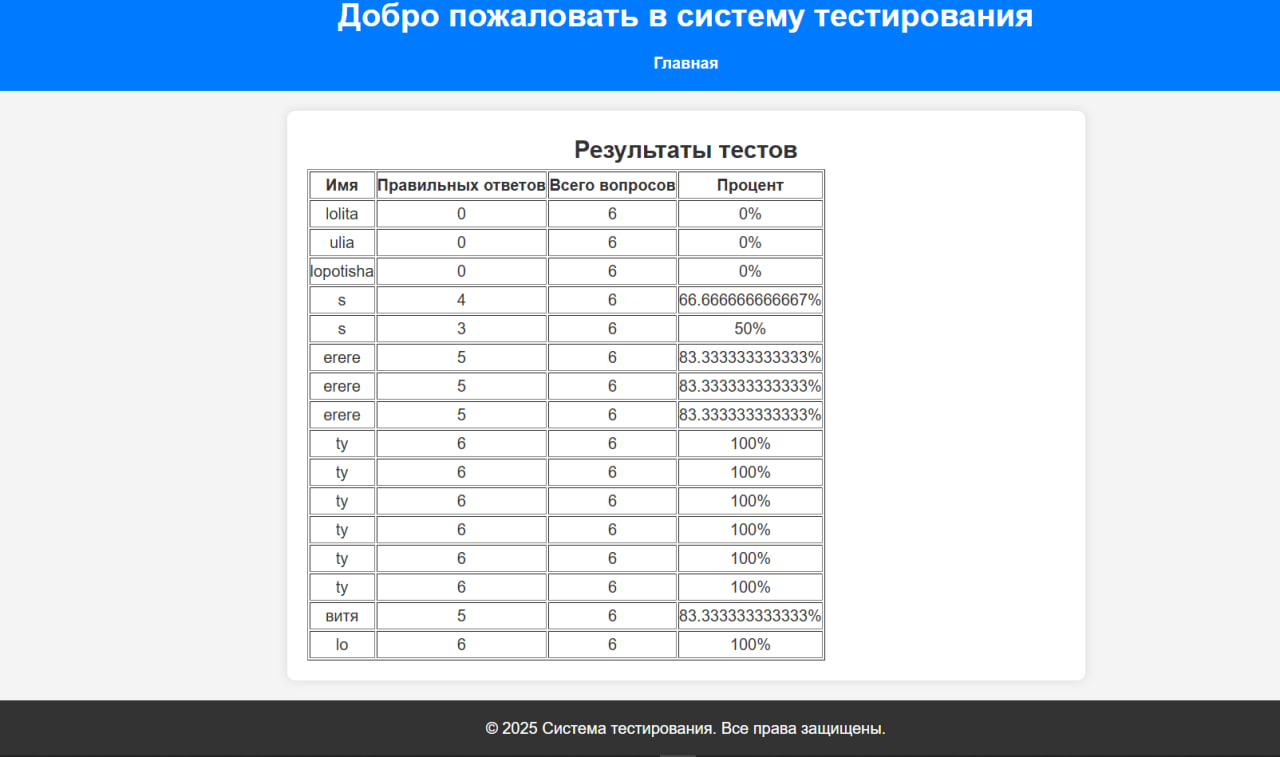 Добро пожаловать в систему тестирования
Главная
Результаты тестов
Имя Правильных ответов Всего вопросов Процент
lolita 0 6 0%
ulia 0 6 0%
lopotisha 0 6 0%
s 4 6 66.666666666667%
s 3 6 50%
erere 5 6 83.333333333333%
erere 5 6 83.333333333333%
erere 5 6 83.333333333333%
ty 6 6 100%
ty 6 6 100%
ty 6 6 100%
ty 6 6 100%
ty 6 6 100%
ty 6 6 100%
витя 5 6 83.333333333333%
lo 6 6 100%
© 2025 Система тестирования. Все права защищены.